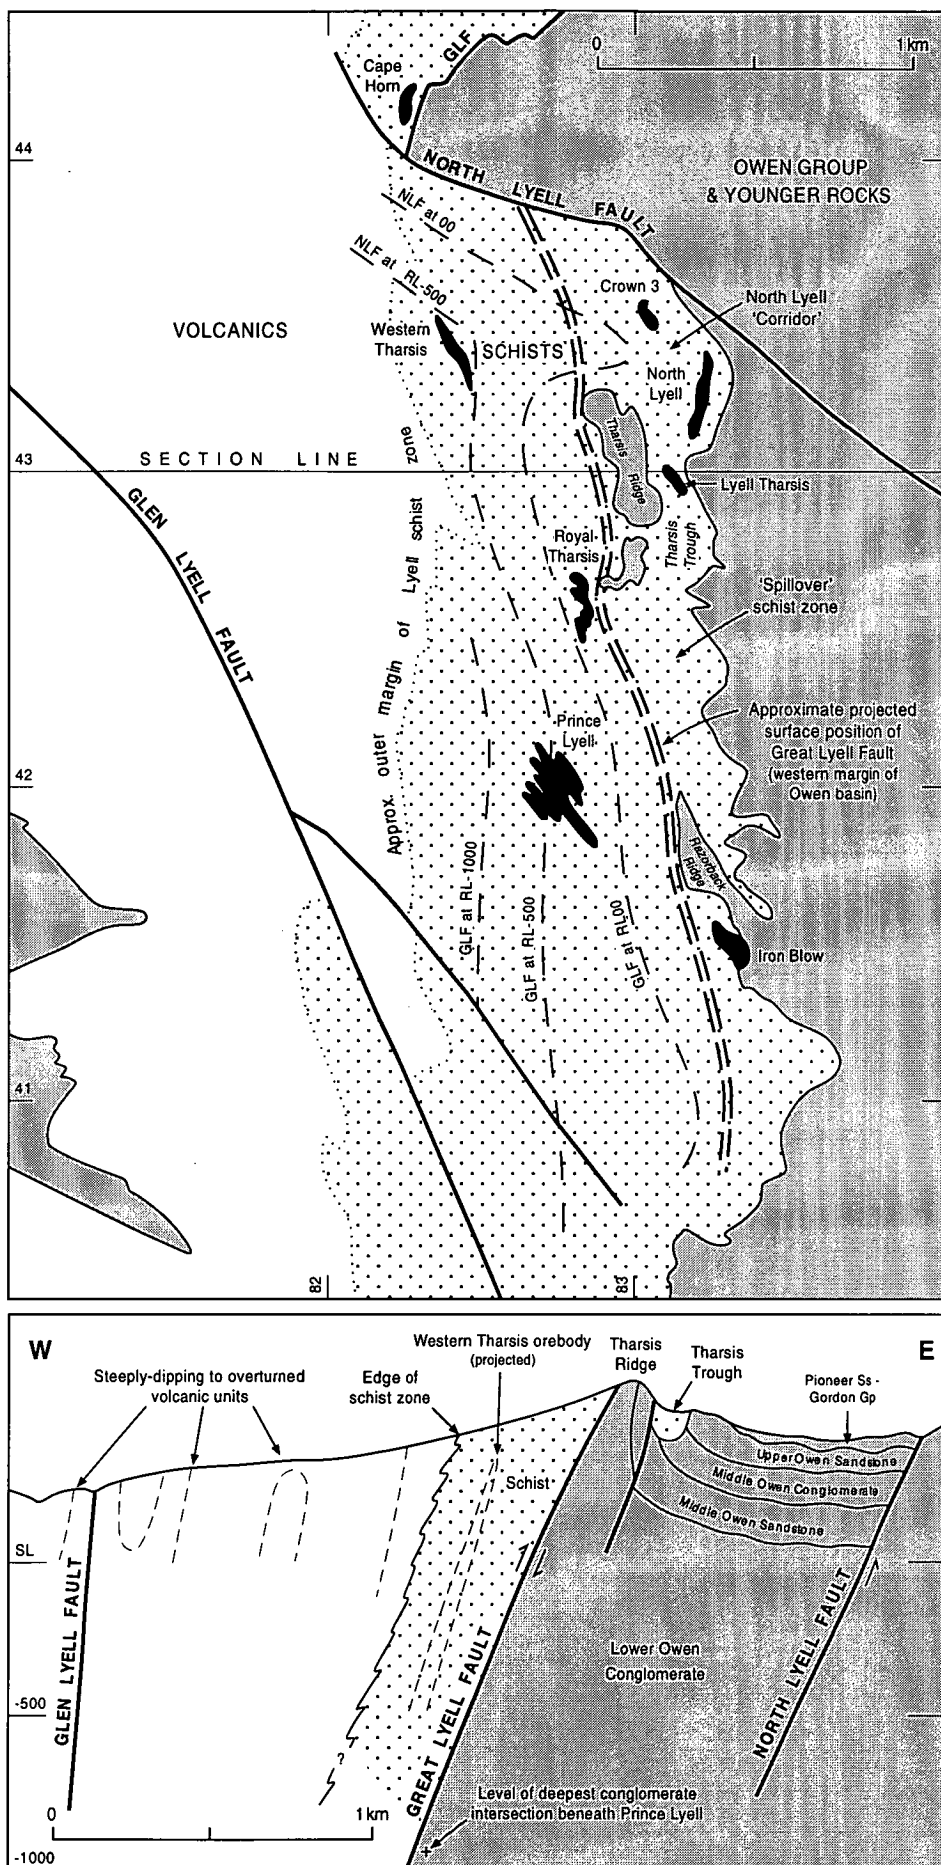 GLF
0
1 km
Cape
Horn
44
NORTH LYELL FAULT
OWEN GROUP
& YOUNGER ROCKS
NLF at 00
NLF at RL-500
Crown 3
North Lyell
'Corridor'
VOLCANICS
Western
Tharsis
SCHISTS
North
Lyell
Tharsis
Ridge
43
SECTION LINE
Lyell Tharsis
GLEN LYELL FAULT
Royal
Tharsis
Tharsis
Trough
'Spillover'
schist zone
Approx. outer margin of Lyell schist zone
Prince
Lyell
Approximate projected
surface position of
Great Lyell Fault
(western margin of
Owen basin)
42
Razorback
Ridge
GLF at RL-1000
GLF at RL-500
GLF at RL00
Iron Blow
41
82
83
W
E
Western Tharsis orebody
(projected)
Tharsis
Ridge
Tharsis
Trough
Steeply-dipping to overturned
volcanic units
Edge of
schist zone
Pioneer Ss -
Gordon Gp
Upper Owen Sandstone
Schist
Middle Owen Conglomerate
Middle Owen Sandstone
SL
GLEN LYELL FAULT
GREAT LYELL FAULT
NORTH LYELL FAULT
Lower Owen
Conglomerate
-500
?
Level of deepest conglomerate
intersection beneath Prince Lyell
0
1 km
-1000